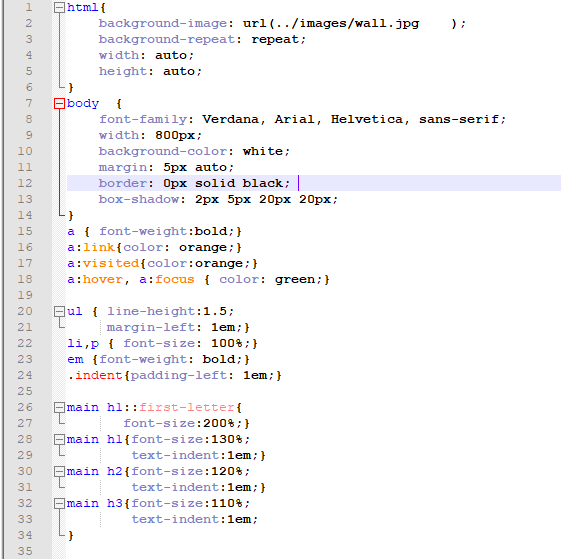 1 html{
2 background-image: url(../images/wall.jpg    );
3 background-repeat: repeat;
4 width: auto;
5 height: auto;
6 }
7 body  {
8 font-family: Verdana, Arial, Helvetica, sans-serif;
9 width: 800px;
10 background-color: white;
11 margin: 5px auto;
12 border: 0px solid black;
13 box-shadow: 2px 5px 20px 20px;
14 }
15 a { font-weight:bold;}
16 a:link{color: orange;}
17 a:visited{color:orange;}
18 a:hover, a:focus { color: green;}
19
20 ul { line-height:1.5;
21 margin-left: 1em;}
22 li,p { font-size: 100%;}
23 em {font-weight: bold;}
24 .indent{padding-left: 1em;}
25
26 main h1::first-letter{
27 font-size:200%;}
28 main h1{font-size:130%;
29 text-indent:1em;}
30 main h2{font-size:120%;
31 text-indent:1em;}
32 main h3{font-size:110%;
33 text-indent:1em;
34 }
35